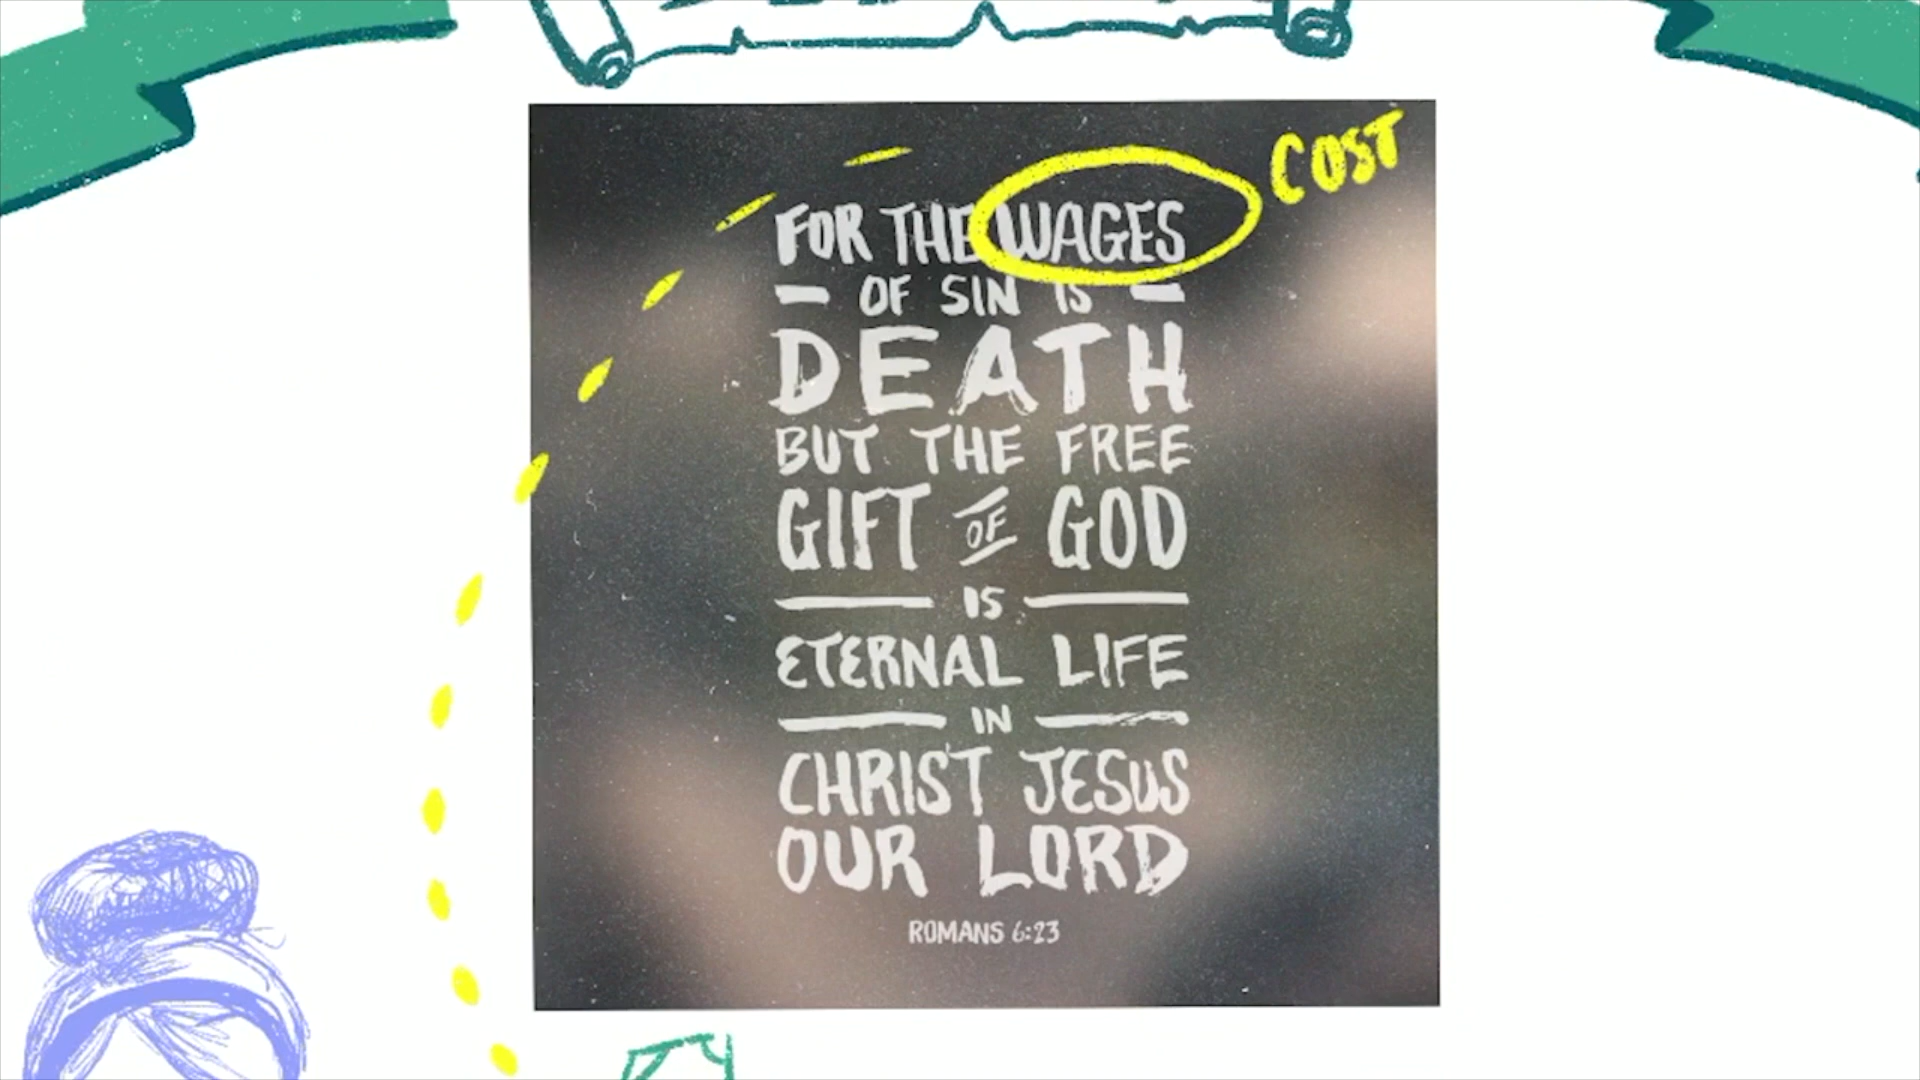 COST
FOR THE WAGES
OF SIN IS
DEATH
BUT THE FREE
GIFT OF GOD
IS
ETERNAL LIFE
IN
CHRIST JESUS
OUR LORD
ROMANS 6:23